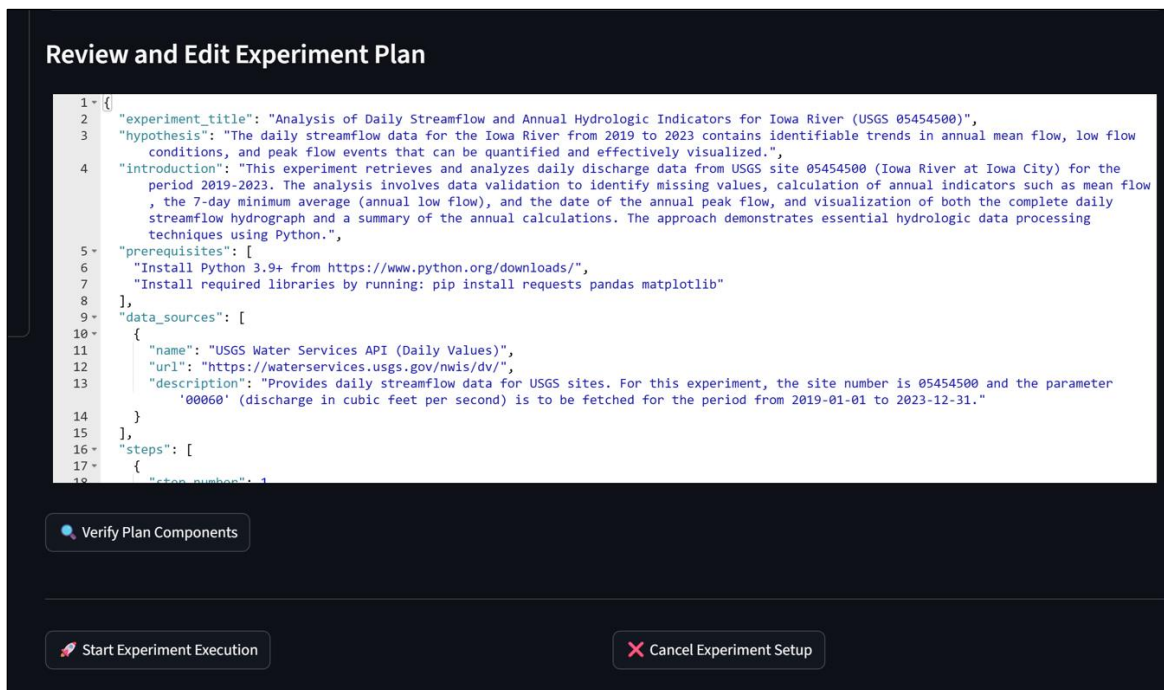 Review and Edit Experiment Plan
1 {
2 "experiment_title": "Analysis of Daily Streamflow and Annual Hydrologic Indicators for Iowa River (USGS 05454500)",
3 "hypothesis": "The daily streamflow data for the Iowa River from 2019 to 2023 contains identifiable trends in annual mean flow, low flow
conditions, and peak flow events that can be quantified and effectively visualized.",
4 "introduction": "This experiment retrieves and analyzes daily discharge data from USGS site 05454500 (Iowa River at Iowa City) for the
period 2019-2023. The analysis involves data validation to identify missing values, calculation of annual indicators such as mean flow
, the 7-day minimum average (annual low flow), and the date of the annual peak flow, and visualization of both the complete daily
streamflow hydrograph and a summary of the annual calculations. The approach demonstrates essential hydrologic data processing
techniques using Python.",
5 "prerequisites": [
6 "Install Python 3.9+ from https://www.python.org/downloads/",
7 "Install required libraries by running: pip install requests pandas matplotlib"
8 ],
9 "data_sources": [
10 {
11 "name": "USGS Water Services API (Daily Values)",
12 "url": "https://waterservices.usgs.gov/nwis/dv/",
13 "description": "Provides daily streamflow data for USGS sites. For this experiment, the site number is 05454500 and the parameter
'00060' (discharge in cubic feet per second) is to be fetched for the period from 2019-01-01 to 2023-12-31."
14 }
15 ],
16 "steps": [
17 {
18 "step_number": 1
Verify Plan Components
Start Experiment Execution
Cancel Experiment Setup